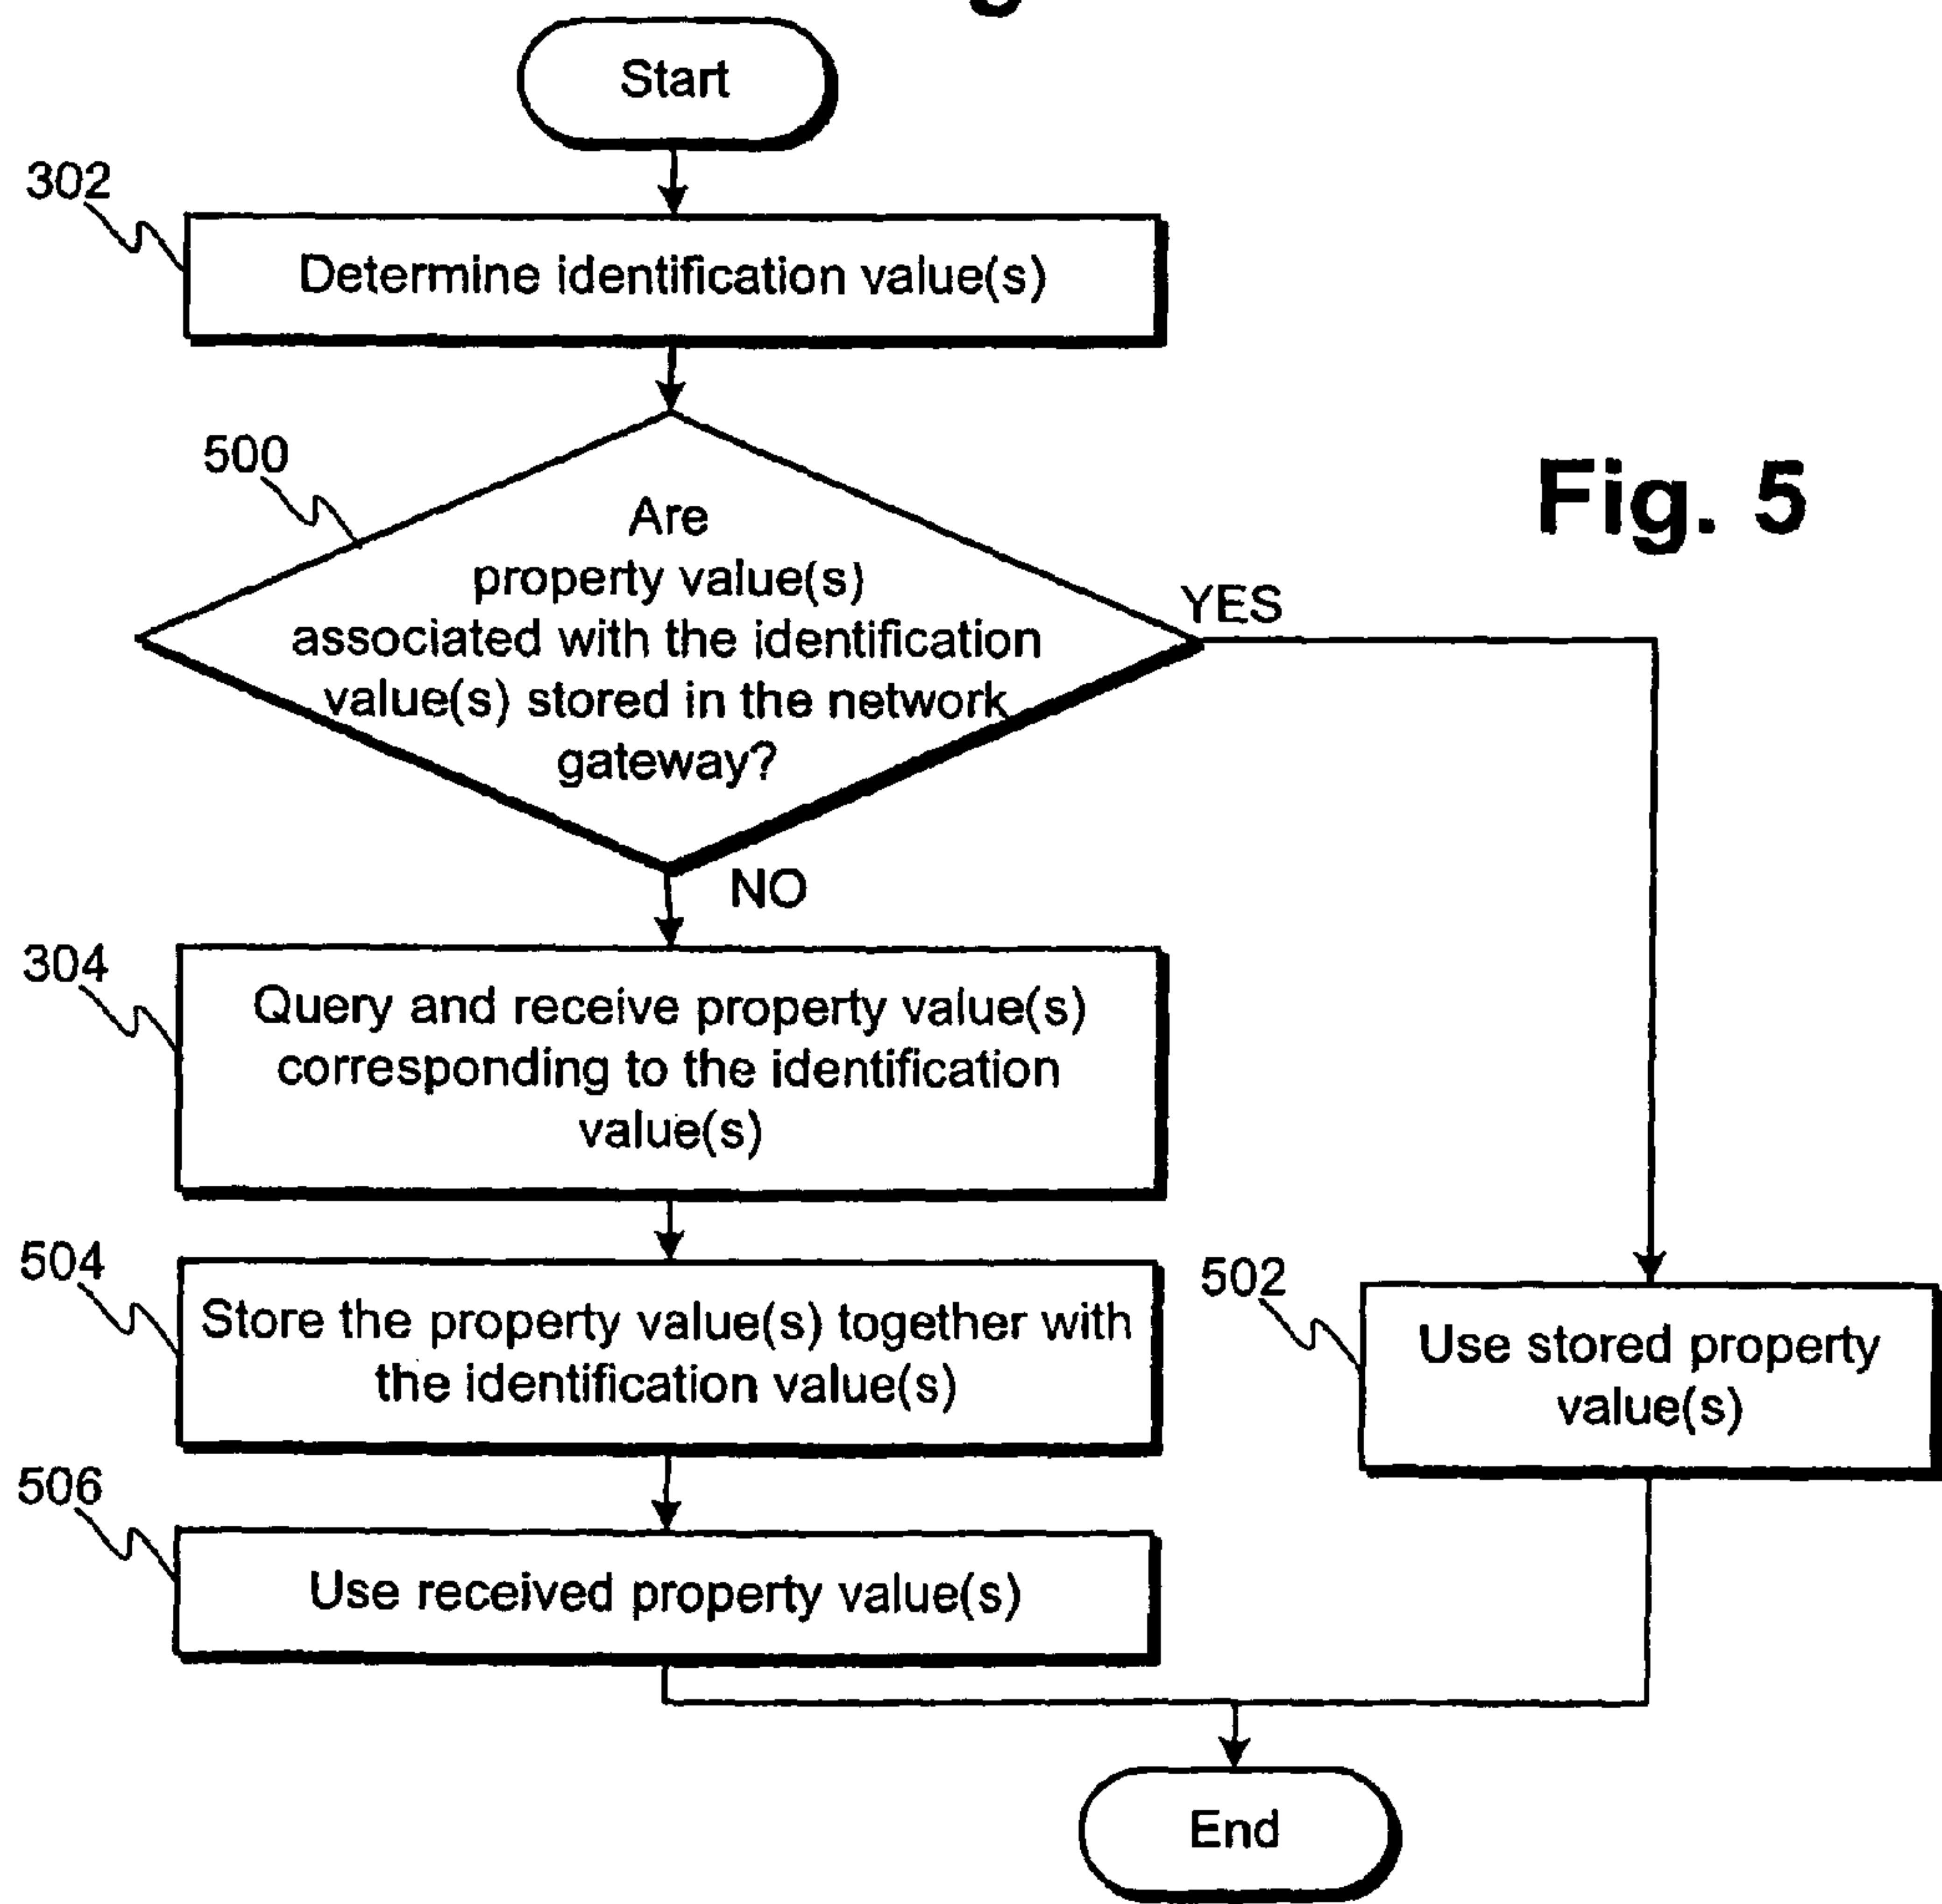 Start
302
Determine identification value(s)
500
Are
property value(s)
associated with the identification
value(s) stored in the network
gateway?
YES
Fig. 5
NO
304
Query and receive property value(s)
corresponding to the identification
value(s)
504
Store the property value(s) together with
the identification value(s)
502
Use stored property
value(s)
506
Use received property value(s)
End